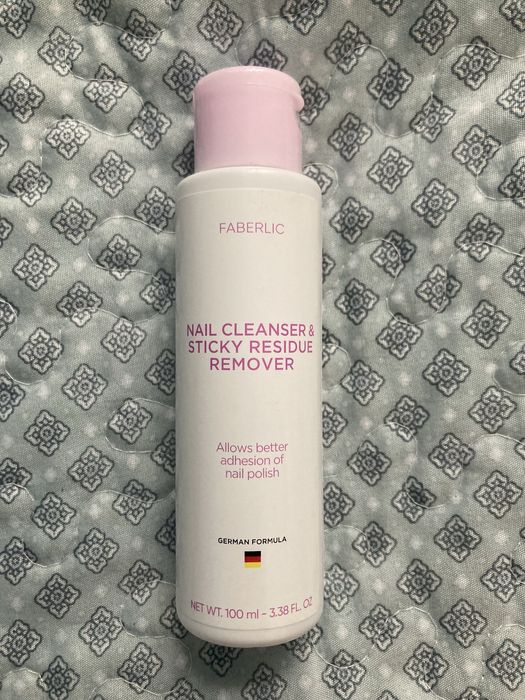 FABERLIC
NAIL CLEANSER &
STICKY RESIDUE
REMOVER
Allows better
adhesion of
nail polish
GERMAN FORMULA
NET WT. 100 ml - 3.38 FL. OZ